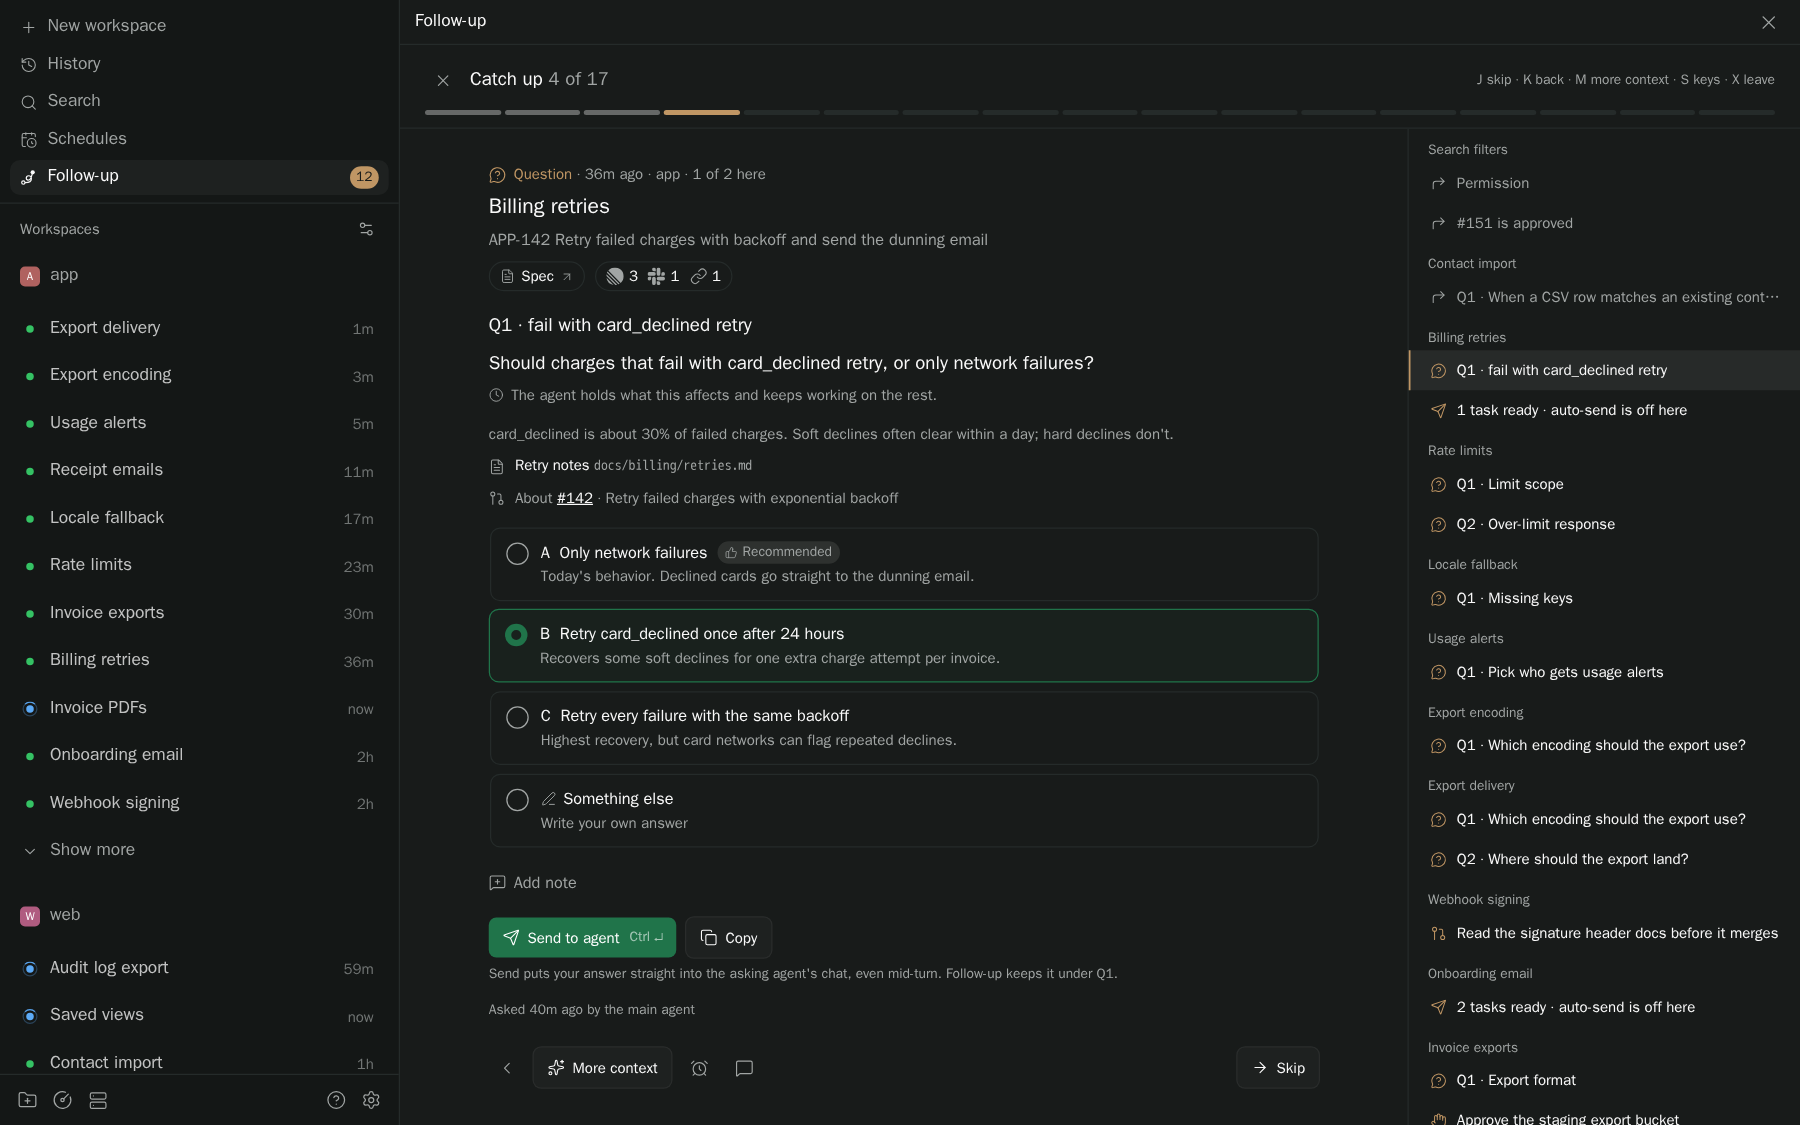 New workspace
History
Search
Schedules
Follow-up 12
Workspaces
A app
Export delivery 1m
Export encoding 3m
Usage alerts 5m
Receipt emails 11m
Locale fallback 17m
Rate limits 23m
Invoice exports 30m
Billing retries 36m
Invoice PDFs now
Onboarding email 2h
Webhook signing 2h
Show more
W web
Audit log export 59m
Saved views now
Contact import 1h
Follow-up
Catch up 4 of 17
J skip · K back · M more context · S keys · X leave
Question · 36m ago · app · 1 of 2 here
Billing retries
APP-142 Retry failed charges with backoff and send the dunning email
Spec 3 1 1
Q1 · fail with card_declined retry
Should charges that fail with card_declined retry, or only network failures?
The agent holds what this affects and keeps working on the rest.
card_declined is about 30% of failed charges. Soft declines often clear within a day; hard declines don't.
Retry notes docs/billing/retries.md
About #142 · Retry failed charges with exponential backoff
A Only network failures Recommended
Today's behavior. Declined cards go straight to the dunning email.
B Retry card_declined once after 24 hours
Recovers some soft declines for one extra charge attempt per invoice.
C Retry every failure with the same backoff
Highest recovery, but card networks can flag repeated declines.
Something else
Write your own answer
Add note
Send to agent Ctrl ↵ Copy
Send puts your answer straight into the asking agent's chat, even mid-turn. Follow-up keeps it under Q1.
Asked 40m ago by the main agent
More context Skip
Search filters
Permission
#151 is approved
Contact import
Q1 · When a CSV row matches an existing cont···
Billing retries
Q1 · fail with card_declined retry
1 task ready · auto-send is off here
Rate limits
Q1 · Limit scope
Q2 · Over-limit response
Locale fallback
Q1 · Missing keys
Usage alerts
Q1 · Pick who gets usage alerts
Export encoding
Q1 · Which encoding should the export use?
Export delivery
Q1 · Which encoding should the export use?
Q2 · Where should the export land?
Webhook signing
Read the signature header docs before it merges
Onboarding email
2 tasks ready · auto-send is off here
Invoice exports
Q1 · Export format
Approve the staging export bucket